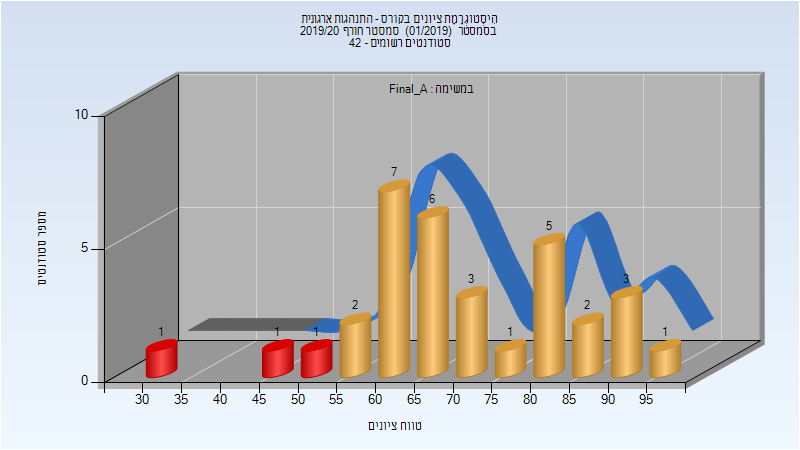 היסטוגרמת ציונים בקורס - התנהגות ארגונית
בסמסטר (01/2019) סמסטר חורף 2019/20
סטודנטים רשומים - 42
במשימה : Final_A
10
5
0
מספר סטודנטים
1 1 1 2 7 6 3 1 5 2 3 1
30 35 40 45 50 55 60 65 70 75 80 85 90 95
טווח ציונים